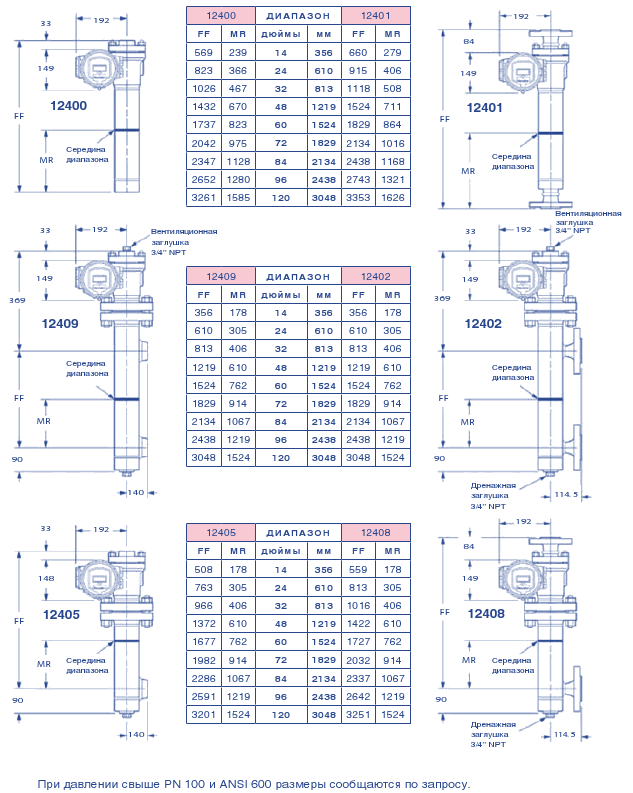 192
33
149
12400
FF
Середина
диапазона
MR
12400 ДИАПАЗОН 12401
FF MR дюймы мм FF MR
569 239 14 356 660 279
823 366 24 610 915 406
1026 467 32 813 1118 508
1432 670 48 1219 1524 711
1737 823 60 1524 1829 864
2042 975 72 1829 2134 1016
2347 1128 84 2134 2438 1168
2652 1280 96 2438 2743 1321
3261 1585 120 3048 3353 1626
192
84
149
12401
FF
Середина
диапазона
MR
192
33
Вентиляционная
заглушка
3/4" NPT
149
369
12409
Середина
диапазона
FF
MR
90
140
12409 ДИАПАЗОН 12402
FF MR дюймы мм FF MR
356 178 14 356 356 178
610 305 24 610 610 305
813 406 32 813 813 406
1219 610 48 1219 1219 610
1524 762 60 1524 1524 762
1829 914 72 1829 1829 914
2134 1067 84 2134 2134 1067
2438 1219 96 2438 2438 1219
3048 1524 120 3048 3048 1524
Вентиляционная
заглушка
3/4" NPT
33
192
149
369
12402
Середина
диапазона
FF
MR
90
Дренажная
заглушка
3/4" NPT
114.5
33
192
148
12405
FF
Середина
диапазона
MR
90
140
12405 ДИАПАЗОН 12408
FF MR дюймы мм FF MR
508 178 14 356 559 178
763 305 24 610 813 305
966 406 32 813 1016 406
1372 610 48 1219 1422 610
1677 762 60 1524 1727 762
1982 914 72 1829 2032 914
2286 1067 84 2134 2337 1067
2591 1219 96 2438 2642 1219
3201 1524 120 3048 3251 1524
192
84
149
12408
FF
Середина
диапазона
MR
90
Дренажная
заглушка
3/4" NPT
114.5
При давлении свыше PN 100 и ANSI 600 размеры сообщаются по запросу.